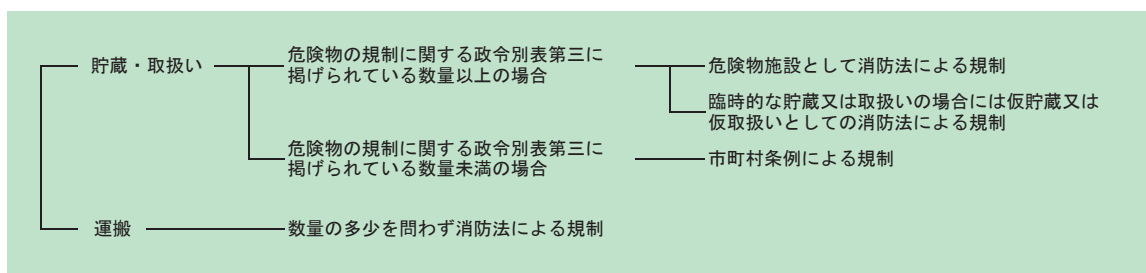 貯蔵・取扱い
危険物の規制に関する政令別表第三に
掲げられている数量以上の場合
危険物施設として消防法による規制
臨時的な貯蔵又は取扱いの場合には仮貯蔵又は
仮取扱いとしての消防法による規制
危険物の規制に関する政令別表第三に
掲げられている数量未満の場合
市町村条例による規制
運搬
数量の多少を問わず消防法による規制